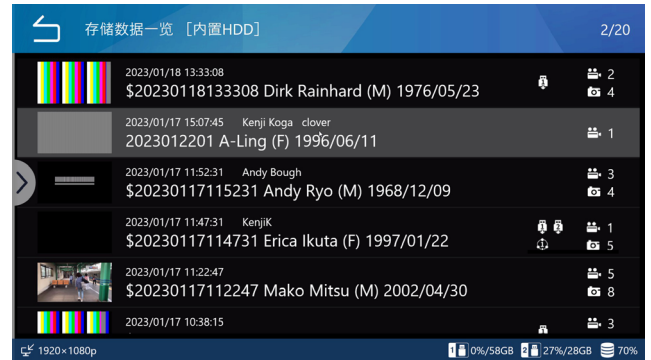 存储数据一览 [内置HDD]
2/20
2023/01/18 13:33:08
$20230118133308 Dirk Rainhard (M) 1976/05/23
1
2
4
2023/01/17 15:07:45 Kenji Koga clover
2023012201 A-Ling (F) 1996/06/11
1
2023/01/17 11:52:31 Andy Bough
$20230117115231 Andy Ryo (M) 1968/12/09
3
4
2023/01/17 11:47:31 KenjiK
$20230117114731 Erica Ikuta (F) 1997/01/22
1 2
1
5
2023/01/17 11:22:47
$20230117112247 Mako Mitsu (M) 2002/04/30
5
8
2023/01/17 10:38:15
3
1920×1080p
1 0%/58GB 2 27%/28GB 70%